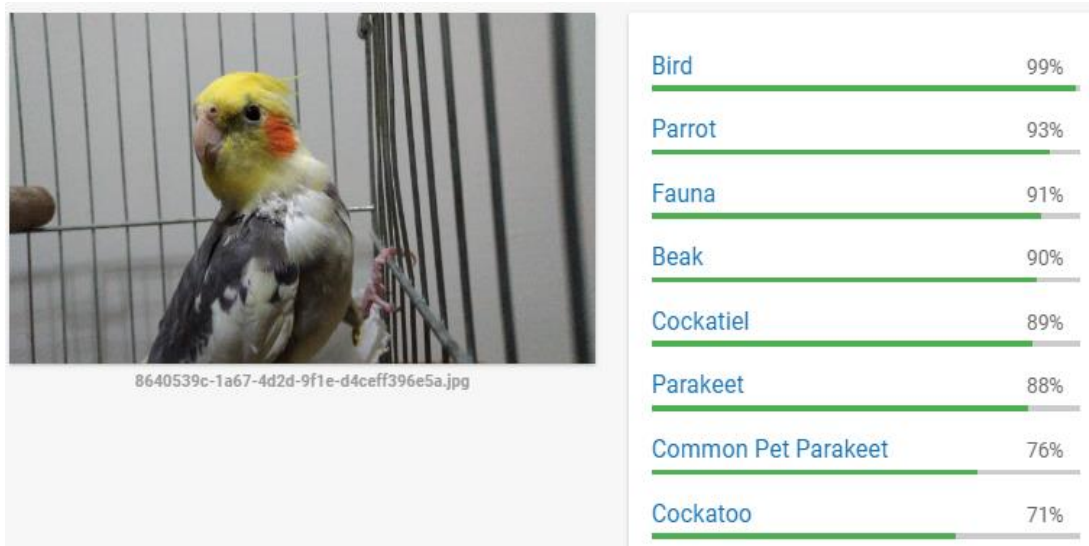 Bird 99%
Parrot 93%
Fauna 91%
Beak 90%
Cockatiel 89%
Parakeet 88%
Common Pet Parakeet 76%
Cockatoo 71%
8640539c-1a67-4d2d-9f1e-d4ceff396e5a.jpg